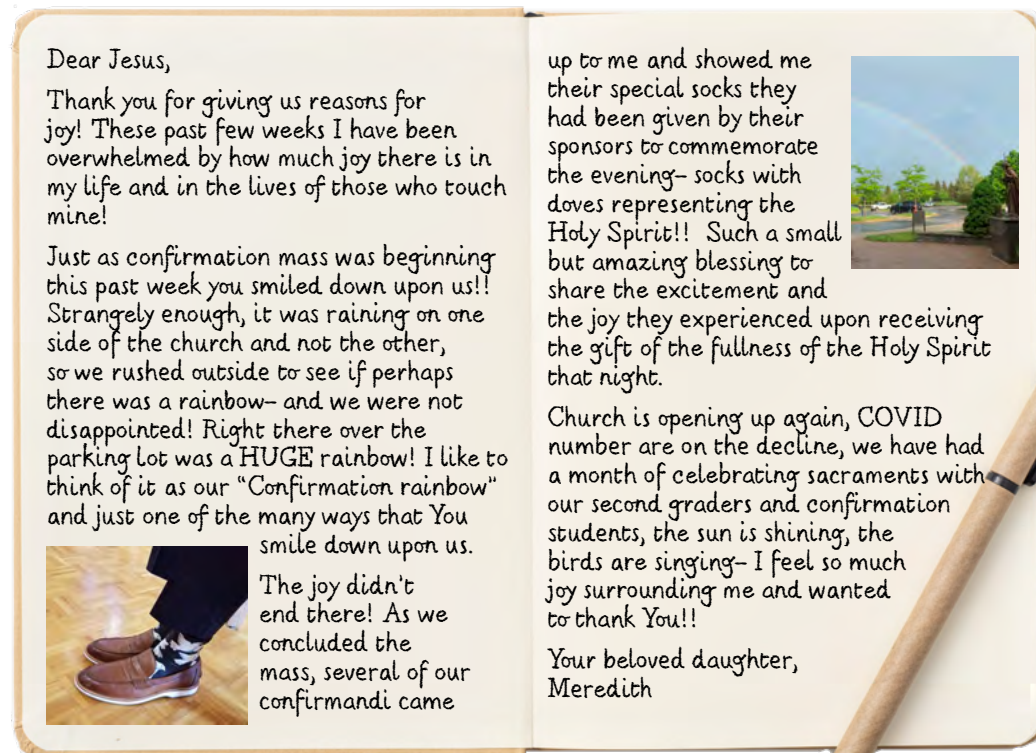 Dear Jesus,
Thank you for giving us reasons for
joy! These past few weeks I have been
overwhelmed by how much joy there is in
my life and in the lives of those who touch
mine!
Just as confirmation mass was beginning
this past week you smiled down upon us!!
Strangely enough, it was raining on one
side of the church and not the other,
so we rushed outside to see if perhaps
there was a rainbow- and we were not
disappointed! Right there over the
parking lot was a HUGE rainbow! I like to
think of it as our "Confirmation rainbow"
and just one of the many ways that You
smile down upon us.
The joy didn't
end there! As we
concluded the
mass, several of our
confirmandi came
up to me and showed me
their special socks they
had been given by their
sponsors to commemorate
the evening- socks with
doves representing the
Holy Spirit!! Such a small
but amazing blessing to
share the excitement and
the joy they experienced upon receiving
the gift of the fullness of the Holy Spirit
that night.
Church is opening up again, COVID
number are on the decline, we have had
a month of celebrating sacraments with
our second graders and confirmation
students, the sun is shining, the
birds are singing- I feel so much
joy surrounding me and wanted
to thank You!!
Your beloved daughter,
Meredith